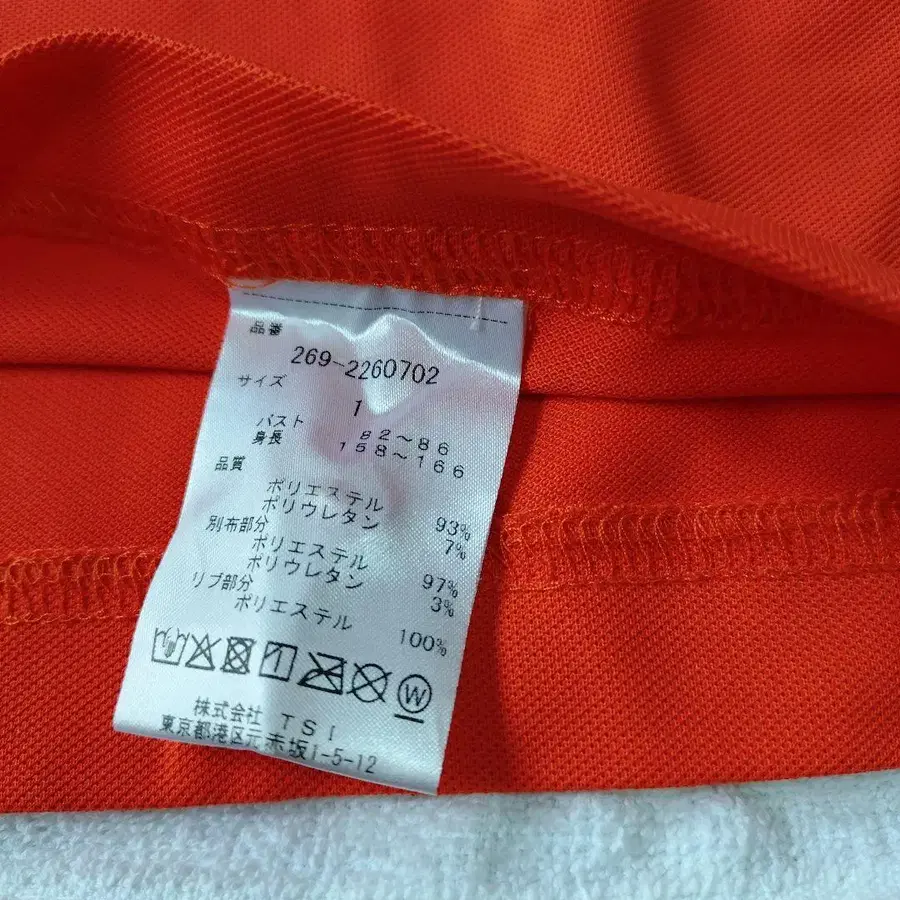 品番
269-2260702
サイズ
1
バスト 82～86
身長 158～166
品質
ポリエステル 93%
ポリウレタン 7%
別布部分
ポリエステル 97%
ポリウレタン 3%
リブ部分
ポリエステル 100%
W
株式会社 TSI
東京都港区元赤坂1-5-12